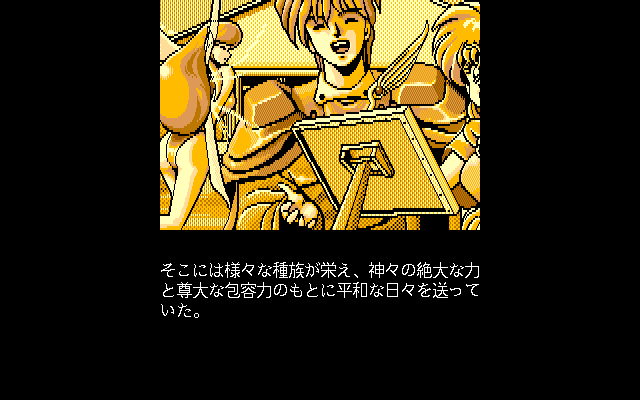 そこには様々な種族が栄え、神々の絶大な力
と尊大な包容力のもとに平和な日々を送って
いた。